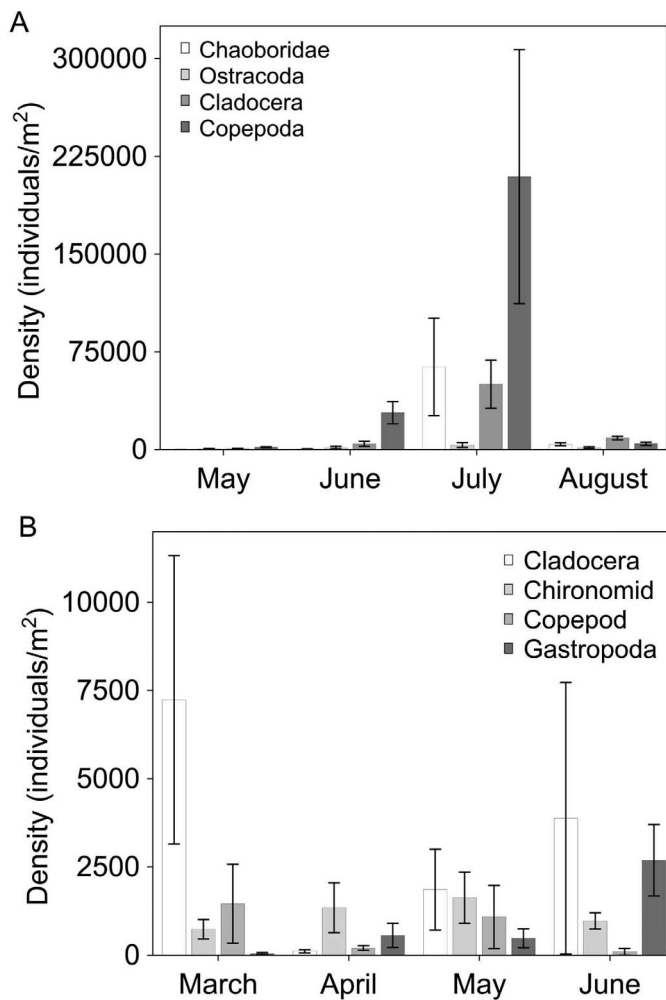 A
Chaoboridae
Ostracoda
Cladocera
Copepoda
Density (individuals/m²)
300000
225000
150000
75000
0
May June July August
B
Cladocera
Chironomid
Copepod
Gastropoda
Density (individuals/m²)
10000
7500
5000
2500
0
March April May June